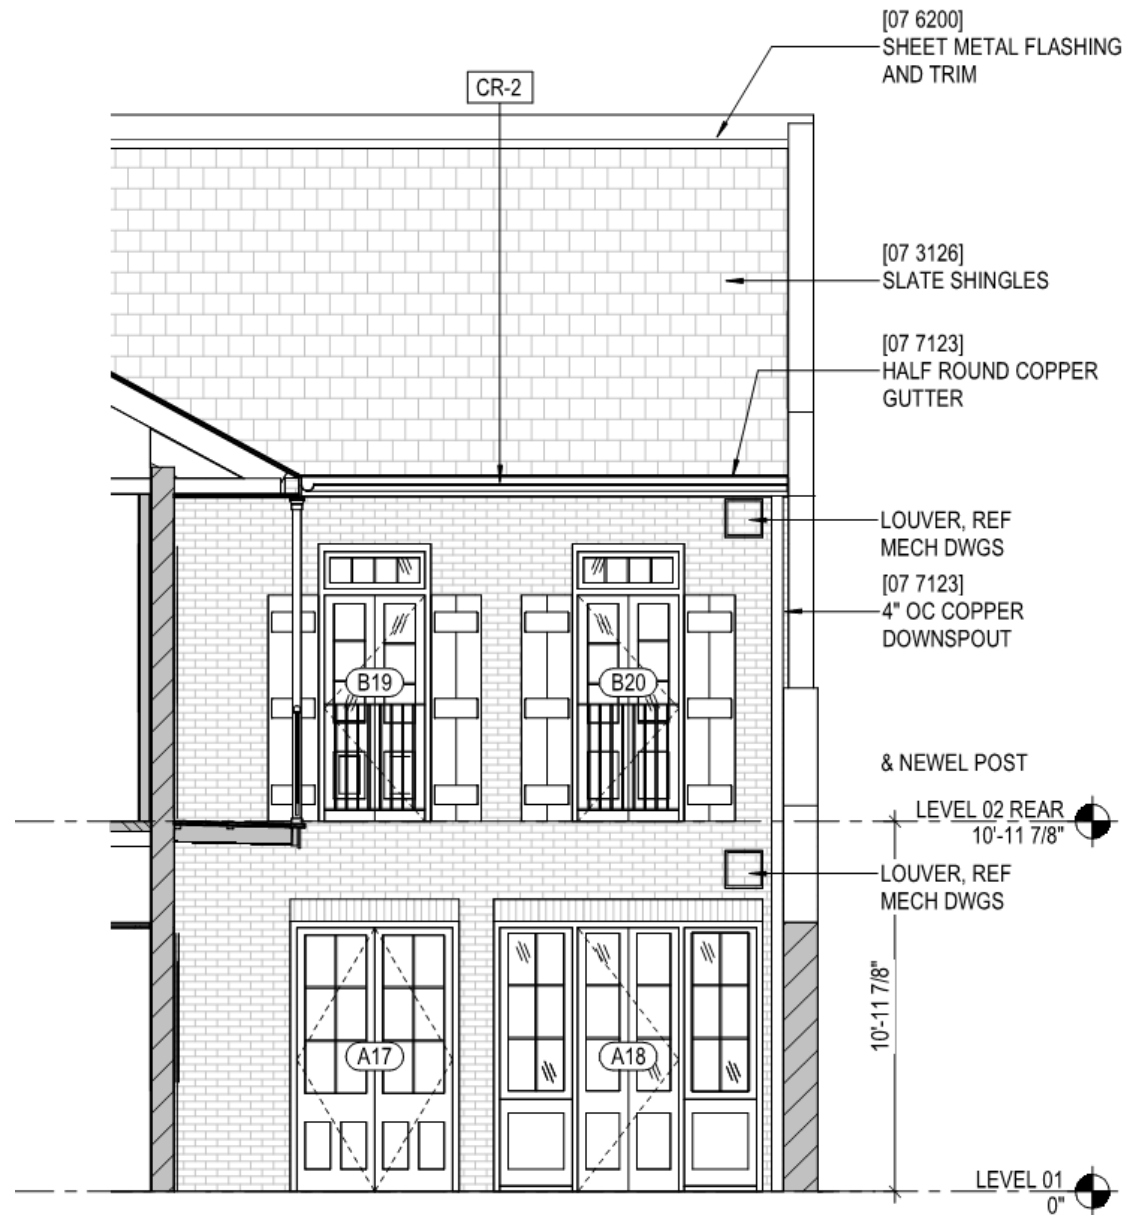 [07 6200]
SHEET METAL FLASHING
AND TRIM
CR-2
[07 3126]
SLATE SHINGLES
[07 7123]
HALF ROUND COPPER
GUTTER
LOUVER, REF
MECH DWGS
[07 7123]
4" OC COPPER
DOWNSPOUT
B19
B20
& NEWEL POST
LEVEL 02 REAR
10'-11 7/8"
LOUVER, REF
MECH DWGS
10'-11 7/8"
A17
A18
LEVEL 01
0"